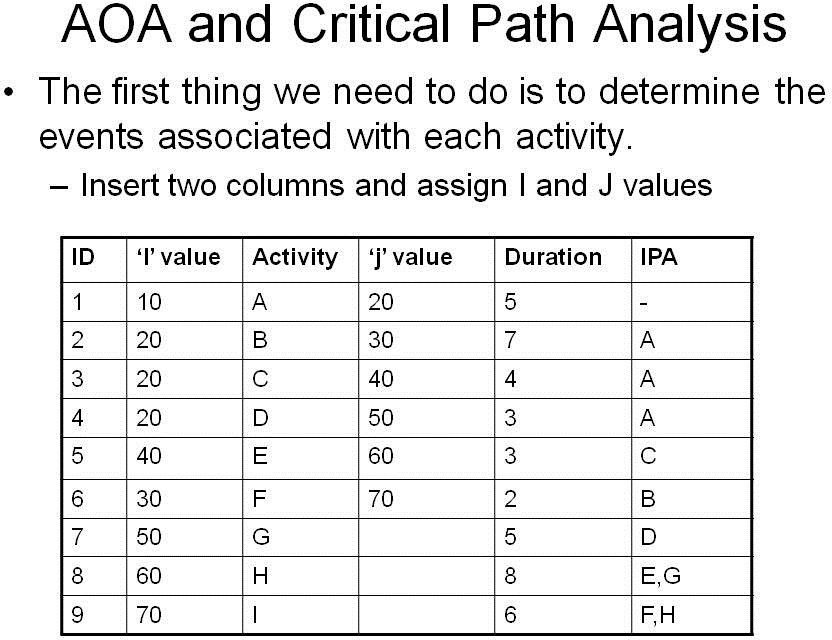 AOA and Critical Path Analysis
• The first thing we need to do is to determine the
events associated with each activity.
– Insert two columns and assign I and J values
ID ‘I’ value Activity ‘j’ value Duration IPA
1 10 A 20 5 -
2 20 B 30 7 A
3 20 C 40 4 A
4 20 D 50 3 A
5 40 E 60 3 C
6 30 F 70 2 B
7 50 G 5 D
8 60 H 8 E,G
9 70 I 6 F,H